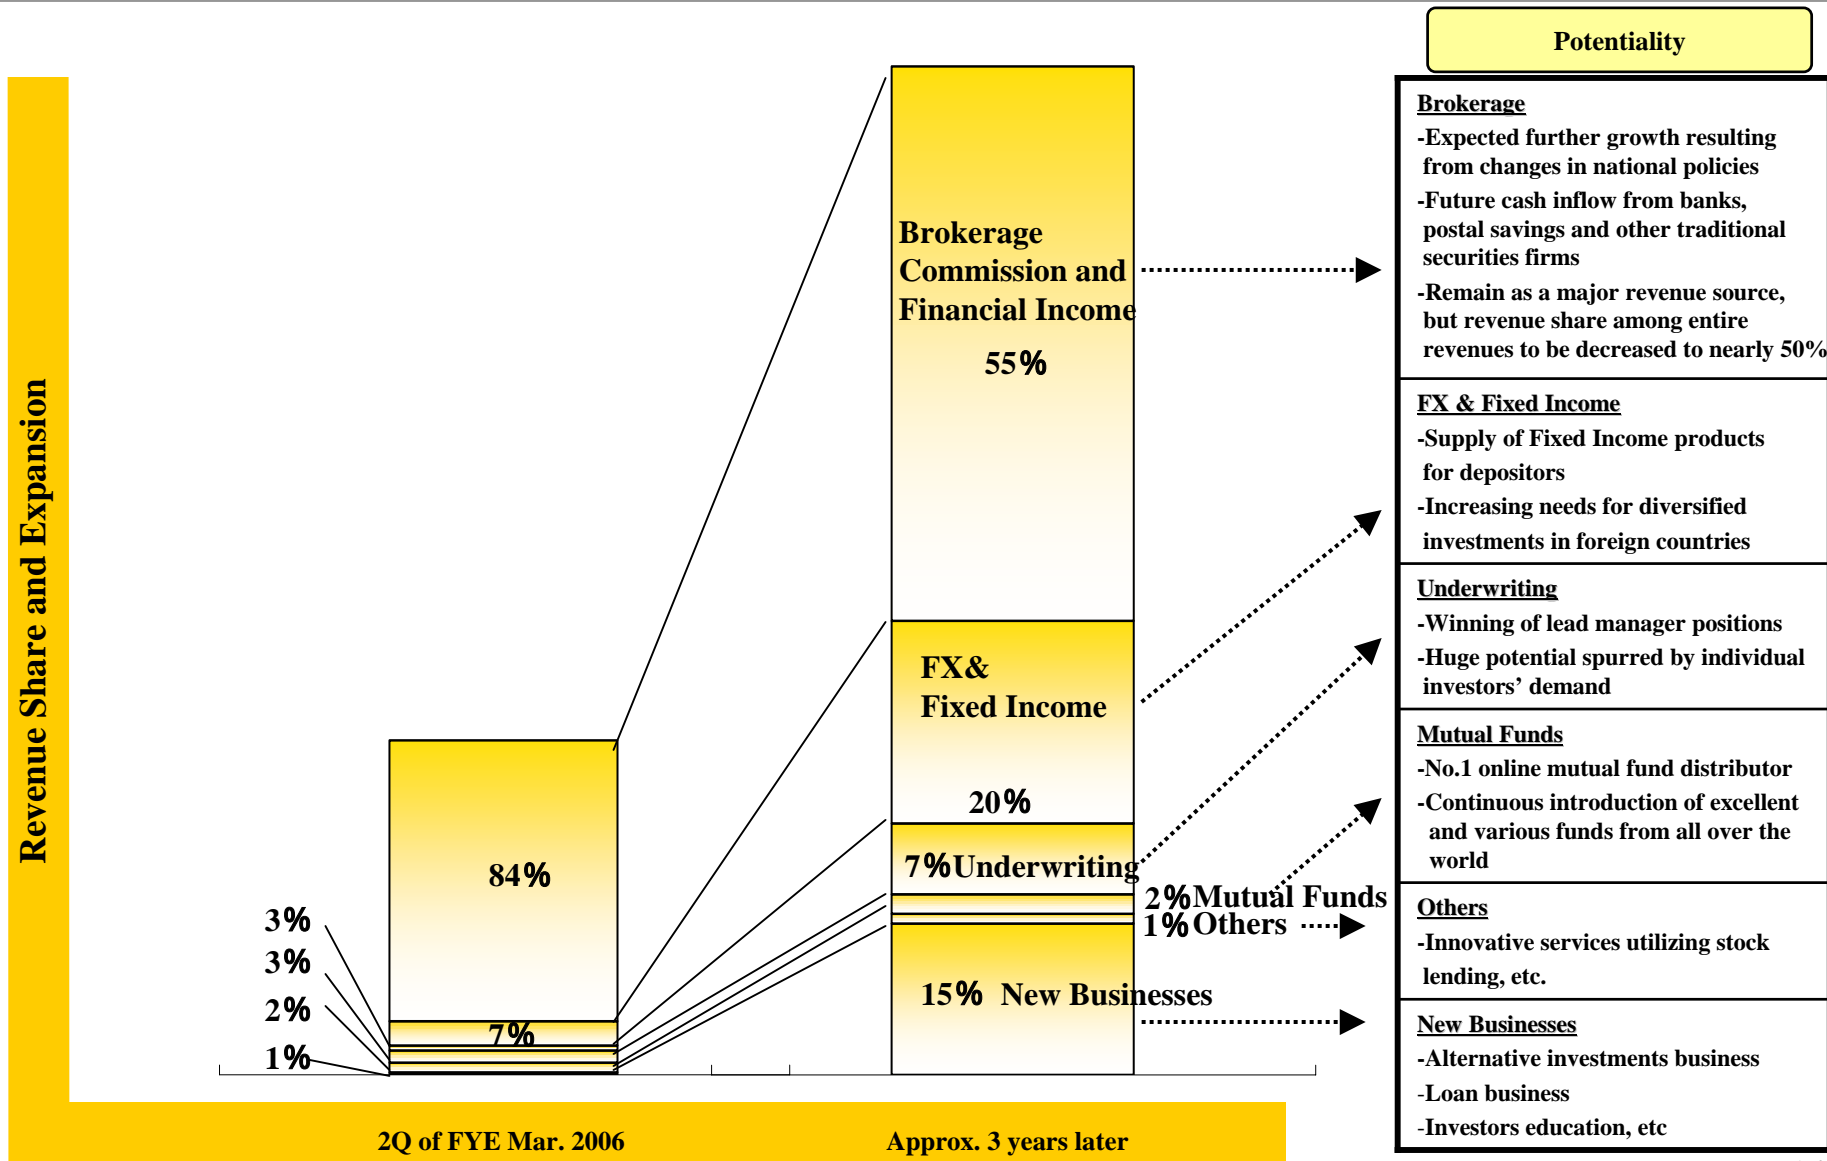 Potentiality
Revenue Share and Expansion
Brokerage
Commission and
Financial Income
55%
FX&
Fixed Income
20%
7%Underwriting
2%Mutual Funds
1%Others
15% New Businesses
84%
7%
3%
3%
2%
1%
2Q of FYE Mar. 2006
Approx. 3 years later
Brokerage
-Expected further growth resulting
from changes in national policies
-Future cash inflow from banks,
postal savings and other traditional
securities firms
-Remain as a major revenue source,
but revenue share among entire
revenues to be decreased to nearly 50%
FX & Fixed Income
-Supply of Fixed Income products
for depositors
-Increasing needs for diversified
investments in foreign countries
Underwriting
-Winning of lead manager positions
-Huge potential spurred by individual
investors’ demand
Mutual Funds
-No.1 online mutual fund distributor
-Continuous introduction of excellent
and various funds from all over the
world
Others
-Innovative services utilizing stock
lending, etc.
New Businesses
-Alternative investments business
-Loan business
-Investors education, etc